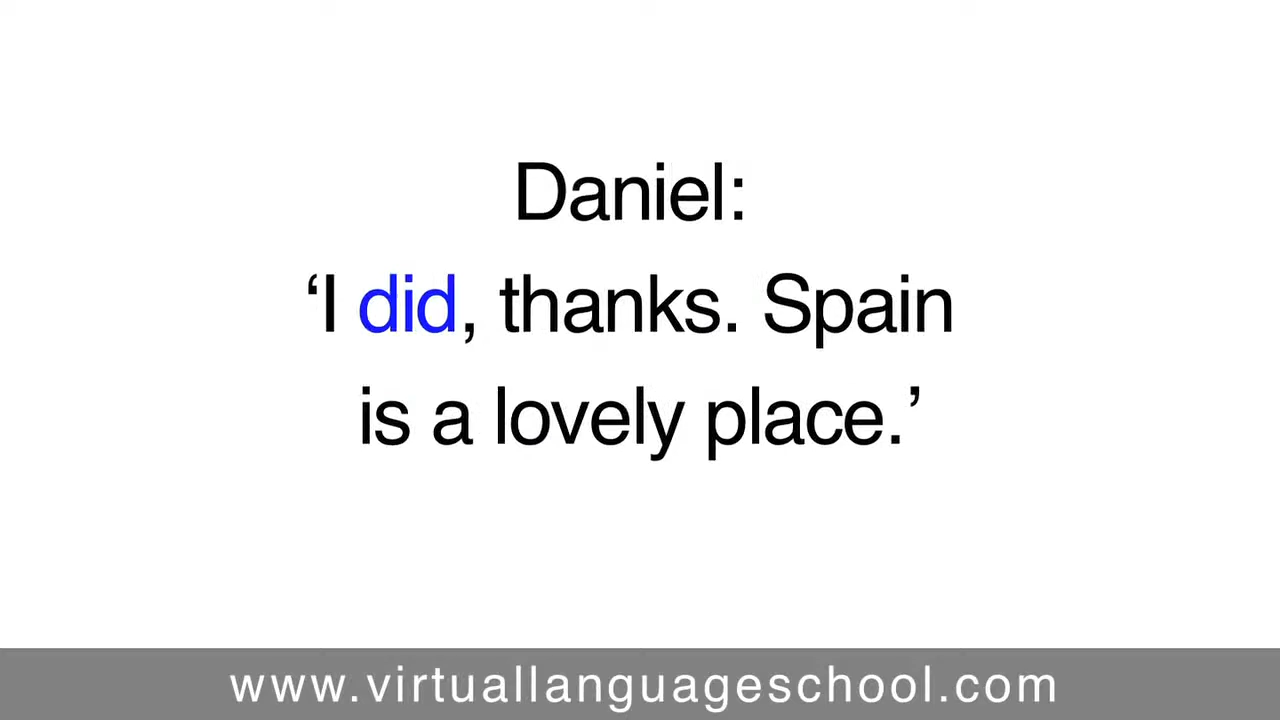 Daniel:
‘I did, thanks. Spain
is a lovely place.’
www.virtuallanguageschool.com